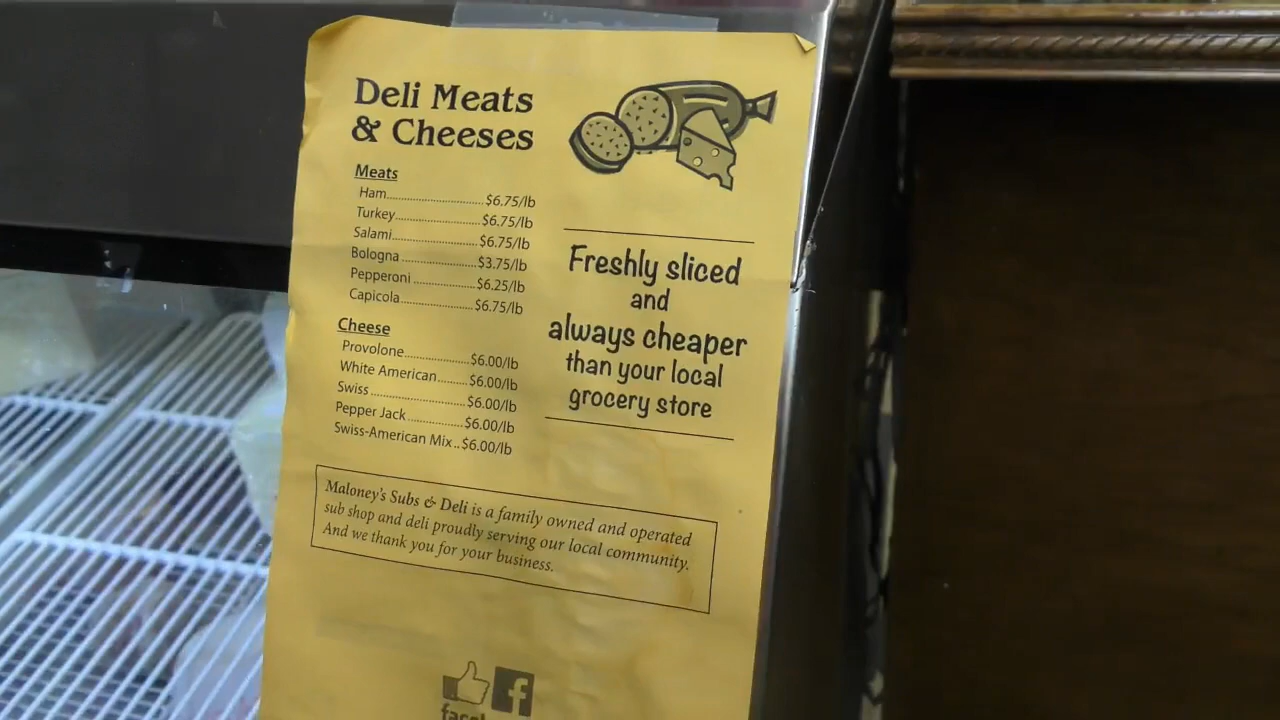 Deli Meats
& Cheeses
Meats
Ham..........................$6.75/lb
Turkey.......................$6.75/lb
Salami.......................$6.75/lb
Bologna....................$3.75/lb
Pepperoni.................$6.25/lb
Capicola....................$6.75/lb
Cheese
Provolone.................$6.00/lb
White American........$6.00/lb
Swiss.........................$6.00/lb
Pepper Jack...............$6.00/lb
Swiss-American Mix..$6.00/lb
Freshly sliced
and
always cheaper
than your local
grocery store
Maloney's Subs & Deli is a family owned and operated
sub shop and deli proudly serving our local community.
And we thank you for your business.
f